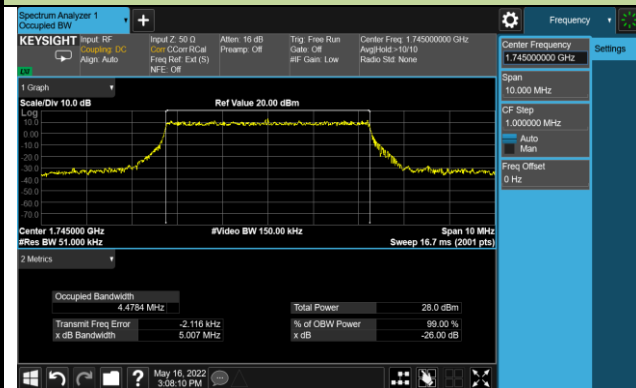 Spectrum Analyzer 1
Occupied BW
+
Frequency
KEYSIGHT
Input: RF
Coupling: DC
Align: Auto
Input Z: 50 Ω
Corr CCorr RCal
Freq Ref: Ext (S)
NFE: Off
Atten: 16 dB
Preamp: Off
Trig: Free Run
Gate: Off
#IF Gain: Low
Center Freq: 1.745000000 GHz
Avg|Hold:>10/10
Radio Std: None
Center Frequency
1.745000000 GHz
Settings
Span
10.000 MHz
CF Step
1.000000 MHz
Auto
Man
Freq Offset
0 Hz
1 Graph
Scale/Div 10.0 dB
Ref Value 20.00 dBm
Log
10.0
0.00
-10.0
-20.0
-30.0
-40.0
-50.0
-60.0
-70.0
Center 1.745000 GHz
#Video BW 150.00 kHz
Span 10 MHz
#Res BW 51.000 kHz
Sweep 16.7 ms (2001 pts)
2 Metrics
Occupied Bandwidth
4.4784 MHz
Total Power
28.0 dBm
Transmit Freq Error
-2.116 kHz
% of OBW Power
99.00 %
x dB Bandwidth
5.007 MHz
x dB
-26.00 dB
?
May 16, 2022
3:08:10 PM